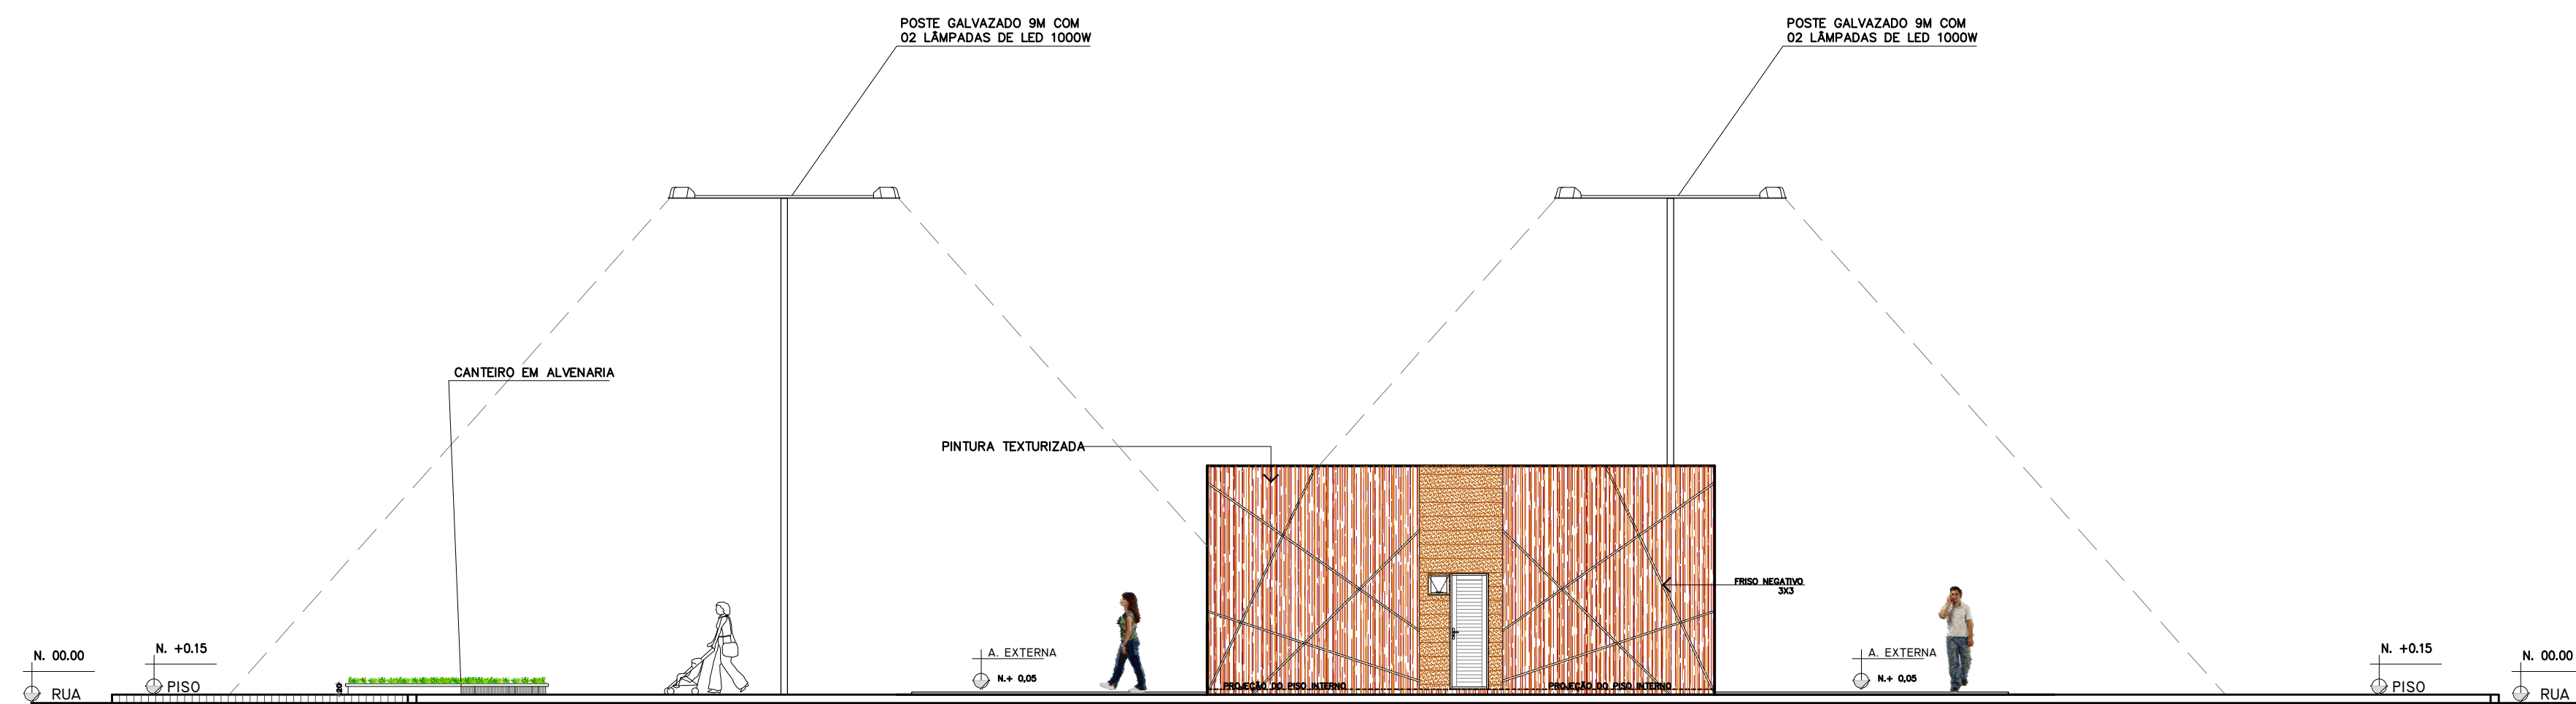 POSTE GALVAZADO 9M COM
02 LÂMPADAS DE LED 1000W
POSTE GALVAZADO 9M COM
02 LÂMPADAS DE LED 1000W
CANTEIRO EM ALVENARIA
PINTURA TEXTURIZADA
FRISO NEGATIVO
3X3
N. 00.00
RUA
N. +0.15
PISO
.20
A. EXTERNA
N.+ 0,05
PROJEÇÃO DO PISO INTERNO
PROJEÇÃO DO PISO INTERNO
A. EXTERNA
N.+ 0,05
N. +0.15
PISO
N. 00.00
RUA